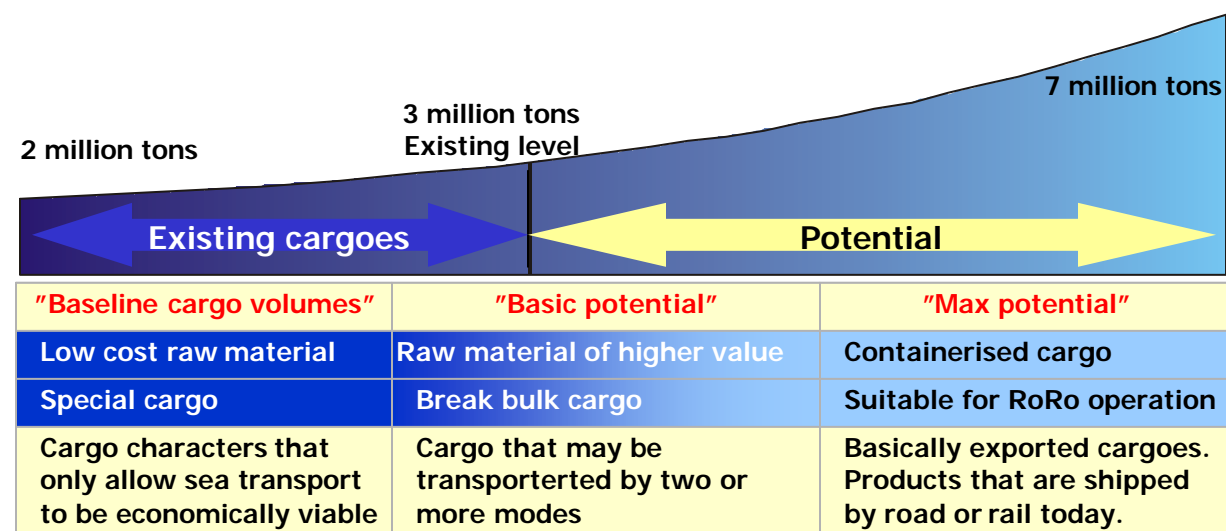 7 million tons
3 million tons
Existing level
2 million tons
Existing cargoes
Potential
"Baseline cargo volumes"
"Basic potential"
"Max potential"
Low cost raw material
Raw material of higher value
Containerised cargo
Special cargo
Break bulk cargo
Suitable for RoRo operation
Cargo characters that
only allow sea transport
to be economically viable
Cargo that may be
transporterted by two or
more modes
Basically exported cargoes.
Products that are shipped
by road or rail today.